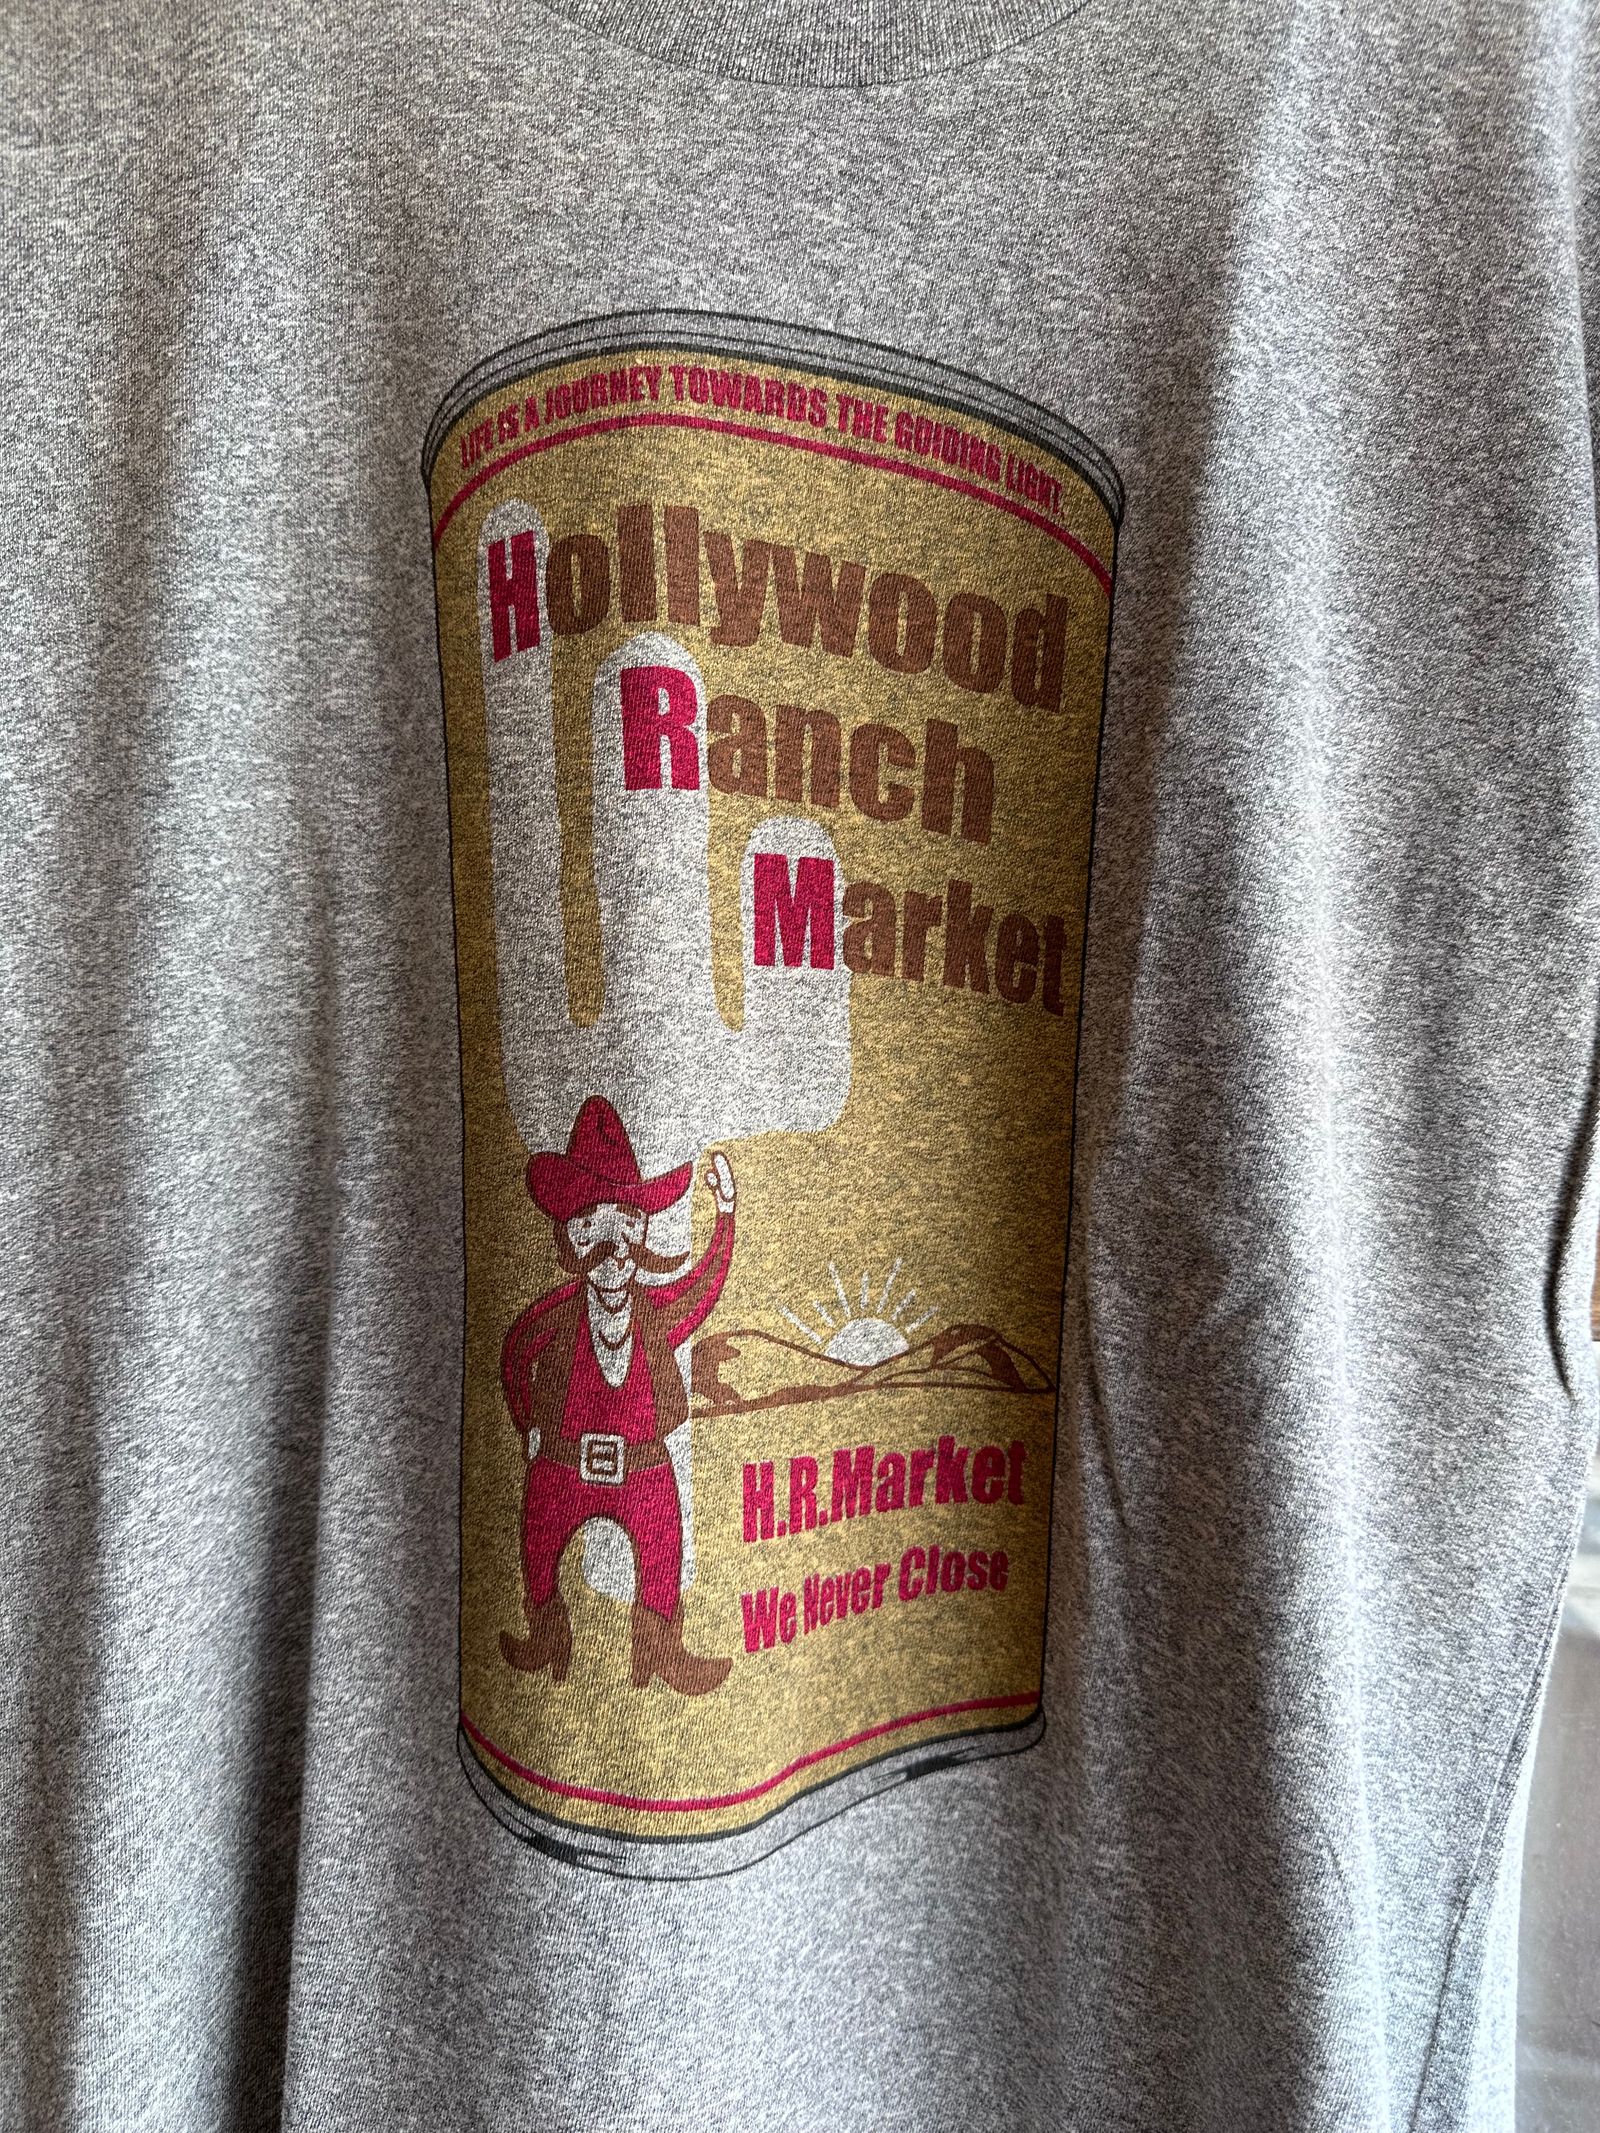 LIFE IS A JOURNEY TOWARDS THE GUIDING LIGHT.
Hollywood
Ranch
Market
H.R.Market
We Never Close